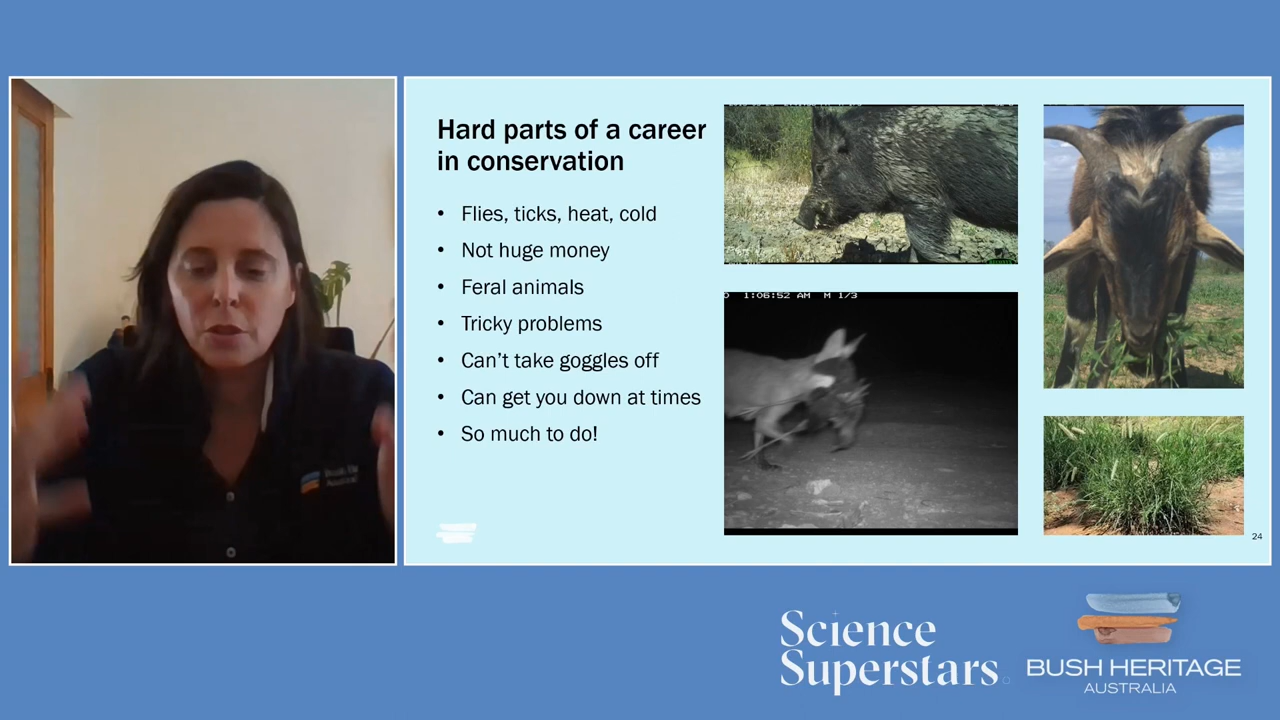 Hard parts of a career
in conservation
• Flies, ticks, heat, cold
• Not huge money
• Feral animals
• Tricky problems
• Can't take goggles off
• Can get you down at times
• So much to do!
1:06:52 AM M 1/3
24
Science
Superstars
BUSH HERITAGE
AUSTRALIA